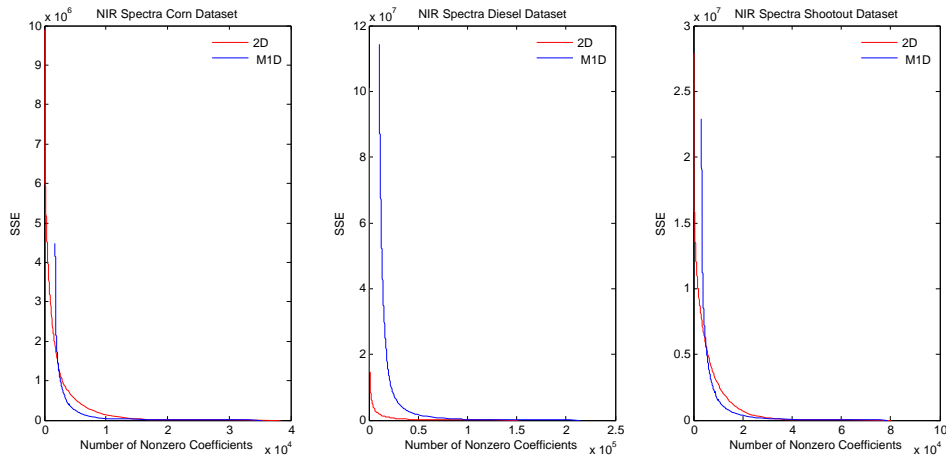 NIR Spectra Corn Dataset
x 10^6
10
9
8
7
6
5
4
3
2
1
0
SSE
2D
M1D
0
1
2
3
4
Number of Nonzero Coefficients
x 10^4
NIR Spectra Diesel Dataset
x 10^7
12
10
8
6
4
2
0
SSE
2D
M1D
0
0.5
1
1.5
2
2.5
Number of Nonzero Coefficients
x 10^5
NIR Spectra Shootout Dataset
x 10^7
3
2.5
2
1.5
1
0.5
0
SSE
2D
M1D
0
2
4
6
8
10
Number of Nonzero Coefficients
x 10^4